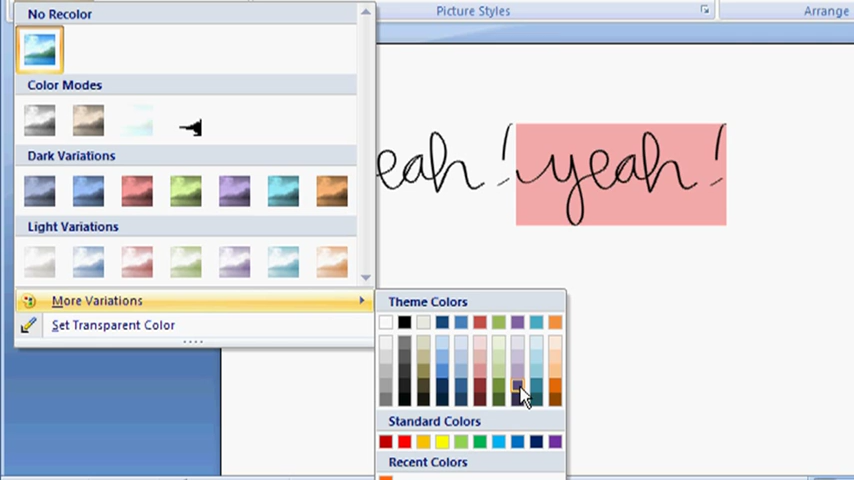 No Recolor
Picture Styles
Arrange
Color Modes
Dark Variations
Light Variations
eah! yeah!
More Variations
Set Transparent Color
Theme Colors
Standard Colors
Recent Colors